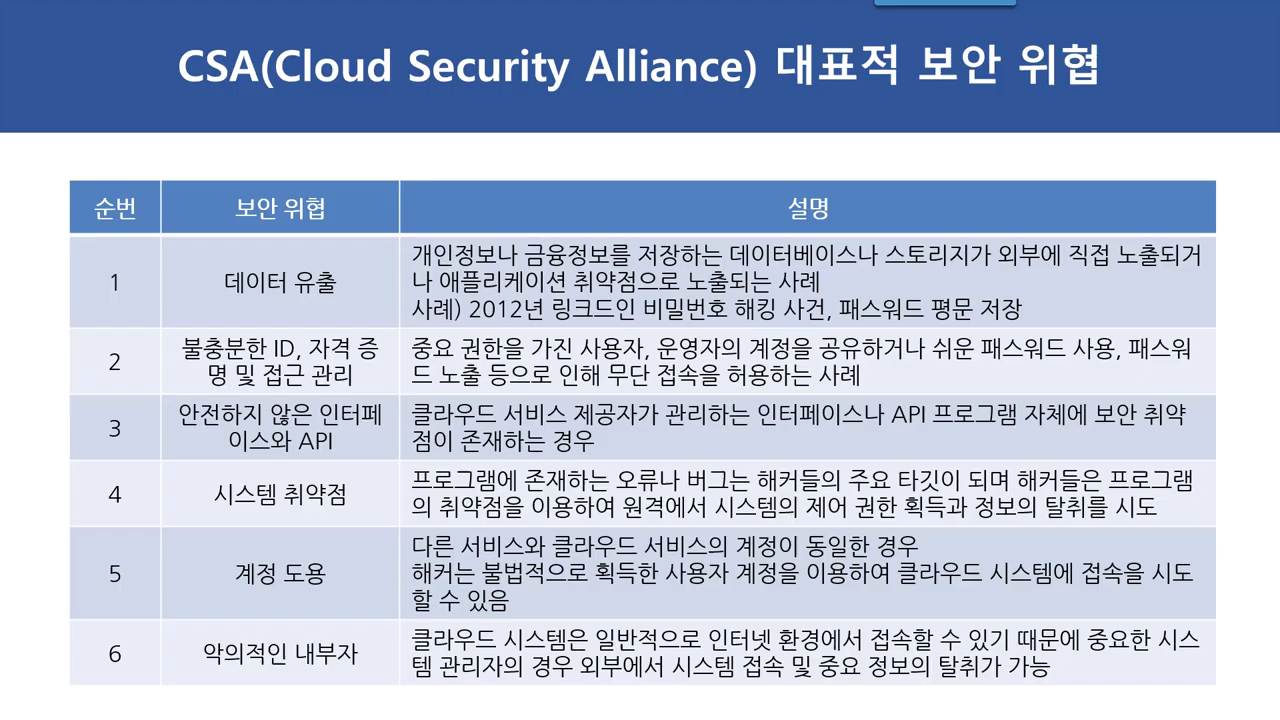 CSA(Cloud Security Alliance) 대표적 보안 위협
순번 보안 위협 설명
1 데이터 유출
개인정보나 금융정보를 저장하는 데이터베이스나 스토리지가 외부에 직접 노출되거
나 애플리케이션 취약점으로 노출되는 사례
사례) 2012년 링크드인 비밀번호 해킹 사건, 패스워드 평문 저장
2
불충분한 ID, 자격 증
명 및 접근 관리
중요 권한을 가진 사용자, 운영자의 계정을 공유하거나 쉬운 패스워드 사용, 패스워
드 노출 등으로 인해 무단 접속을 허용하는 사례
3
안전하지 않은 인터페
이스와 API
클라우드 서비스 제공자가 관리하는 인터페이스나 API 프로그램 자체에 보안 취약
점이 존재하는 경우
4 시스템 취약점
프로그램에 존재하는 오류나 버그는 해커들의 주요 타깃이 되며 해커들은 프로그램
의 취약점을 이용하여 원격에서 시스템의 제어 권한 획득과 정보의 탈취를 시도
5 계정 도용
다른 서비스와 클라우드 서비스의 계정이 동일한 경우
해커는 불법적으로 획득한 사용자 계정을 이용하여 클라우드 시스템에 접속을 시도
할 수 있음
6 악의적인 내부자
클라우드 시스템은 일반적으로 인터넷 환경에서 접속할 수 있기 때문에 중요한 시스
템 관리자의 경우 외부에서 시스템 접속 및 중요 정보의 탈취가 가능